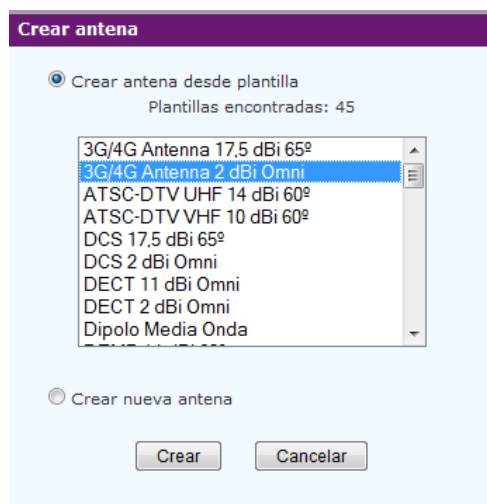 Crear antena
Crear antena desde plantilla
Plantillas encontradas: 45
3G/4G Antenna 17,5 dBi 65º
3G/4G Antenna 2 dBi Omni
ATSC-DTV UHF 14 dBi 60º
ATSC-DTV VHF 10 dBi 60º
DCS 17,5 dBi 65º
DCS 2 dBi Omni
DECT 11 dBi Omni
DECT 2 dBi Omni
Dipolo Media Onda
Crear nueva antena
Crear Cancelar